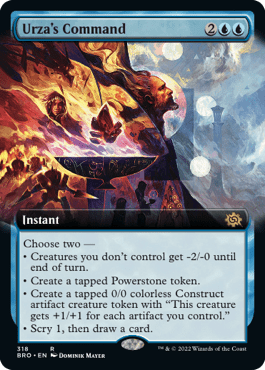 Urza's Command 2
Instant
Choose two —
• Creatures you don't control get -2/-0 until
end of turn.
• Create a tapped Powerstone token.
• Create a tapped 0/0 colorless Construct
artifact creature token with "This creature
gets +1/+1 for each artifact you control."
• Scry 1, then draw a card.
318 R
BRO • EN DOMINIK MAYER
™ & © 2022 Wizards of the Coast